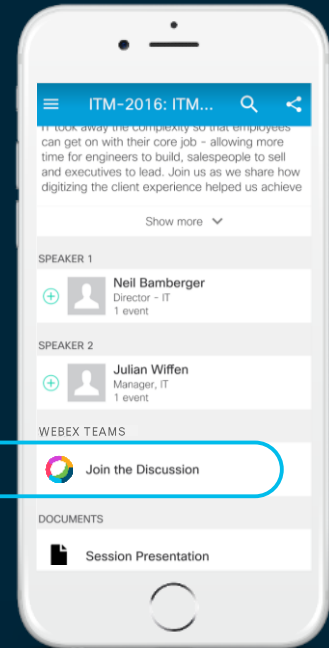 ITM-2016: ITM...
IT took away the complexity so that employees
can get on with their core job - allowing more
time for engineers to build, salespeople to sell
and executives to lead. Join us as we share how
digitizing the client experience helped us achieve
Show more
SPEAKER 1
Neil Bamberger
Director - IT
1 event
SPEAKER 2
Julian Wiffen
Manager, IT
1 event
WEBEX TEAMS
Join the Discussion
DOCUMENTS
Session Presentation